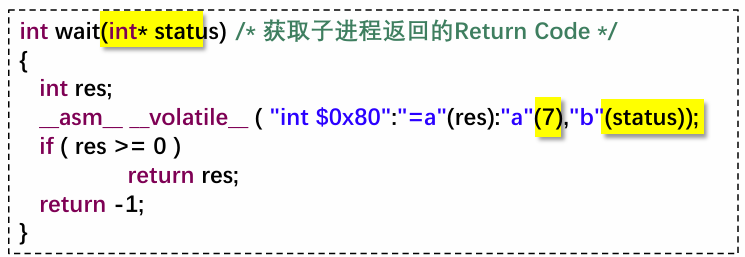 int wait(int* status) /* 获取子进程返回的Return Code */
{
int res;
__asm__ __volatile__ ( "int $0x80":"=a"(res):"a"(7),"b"(status));
if ( res >= 0 )
return res;
return -1;
}